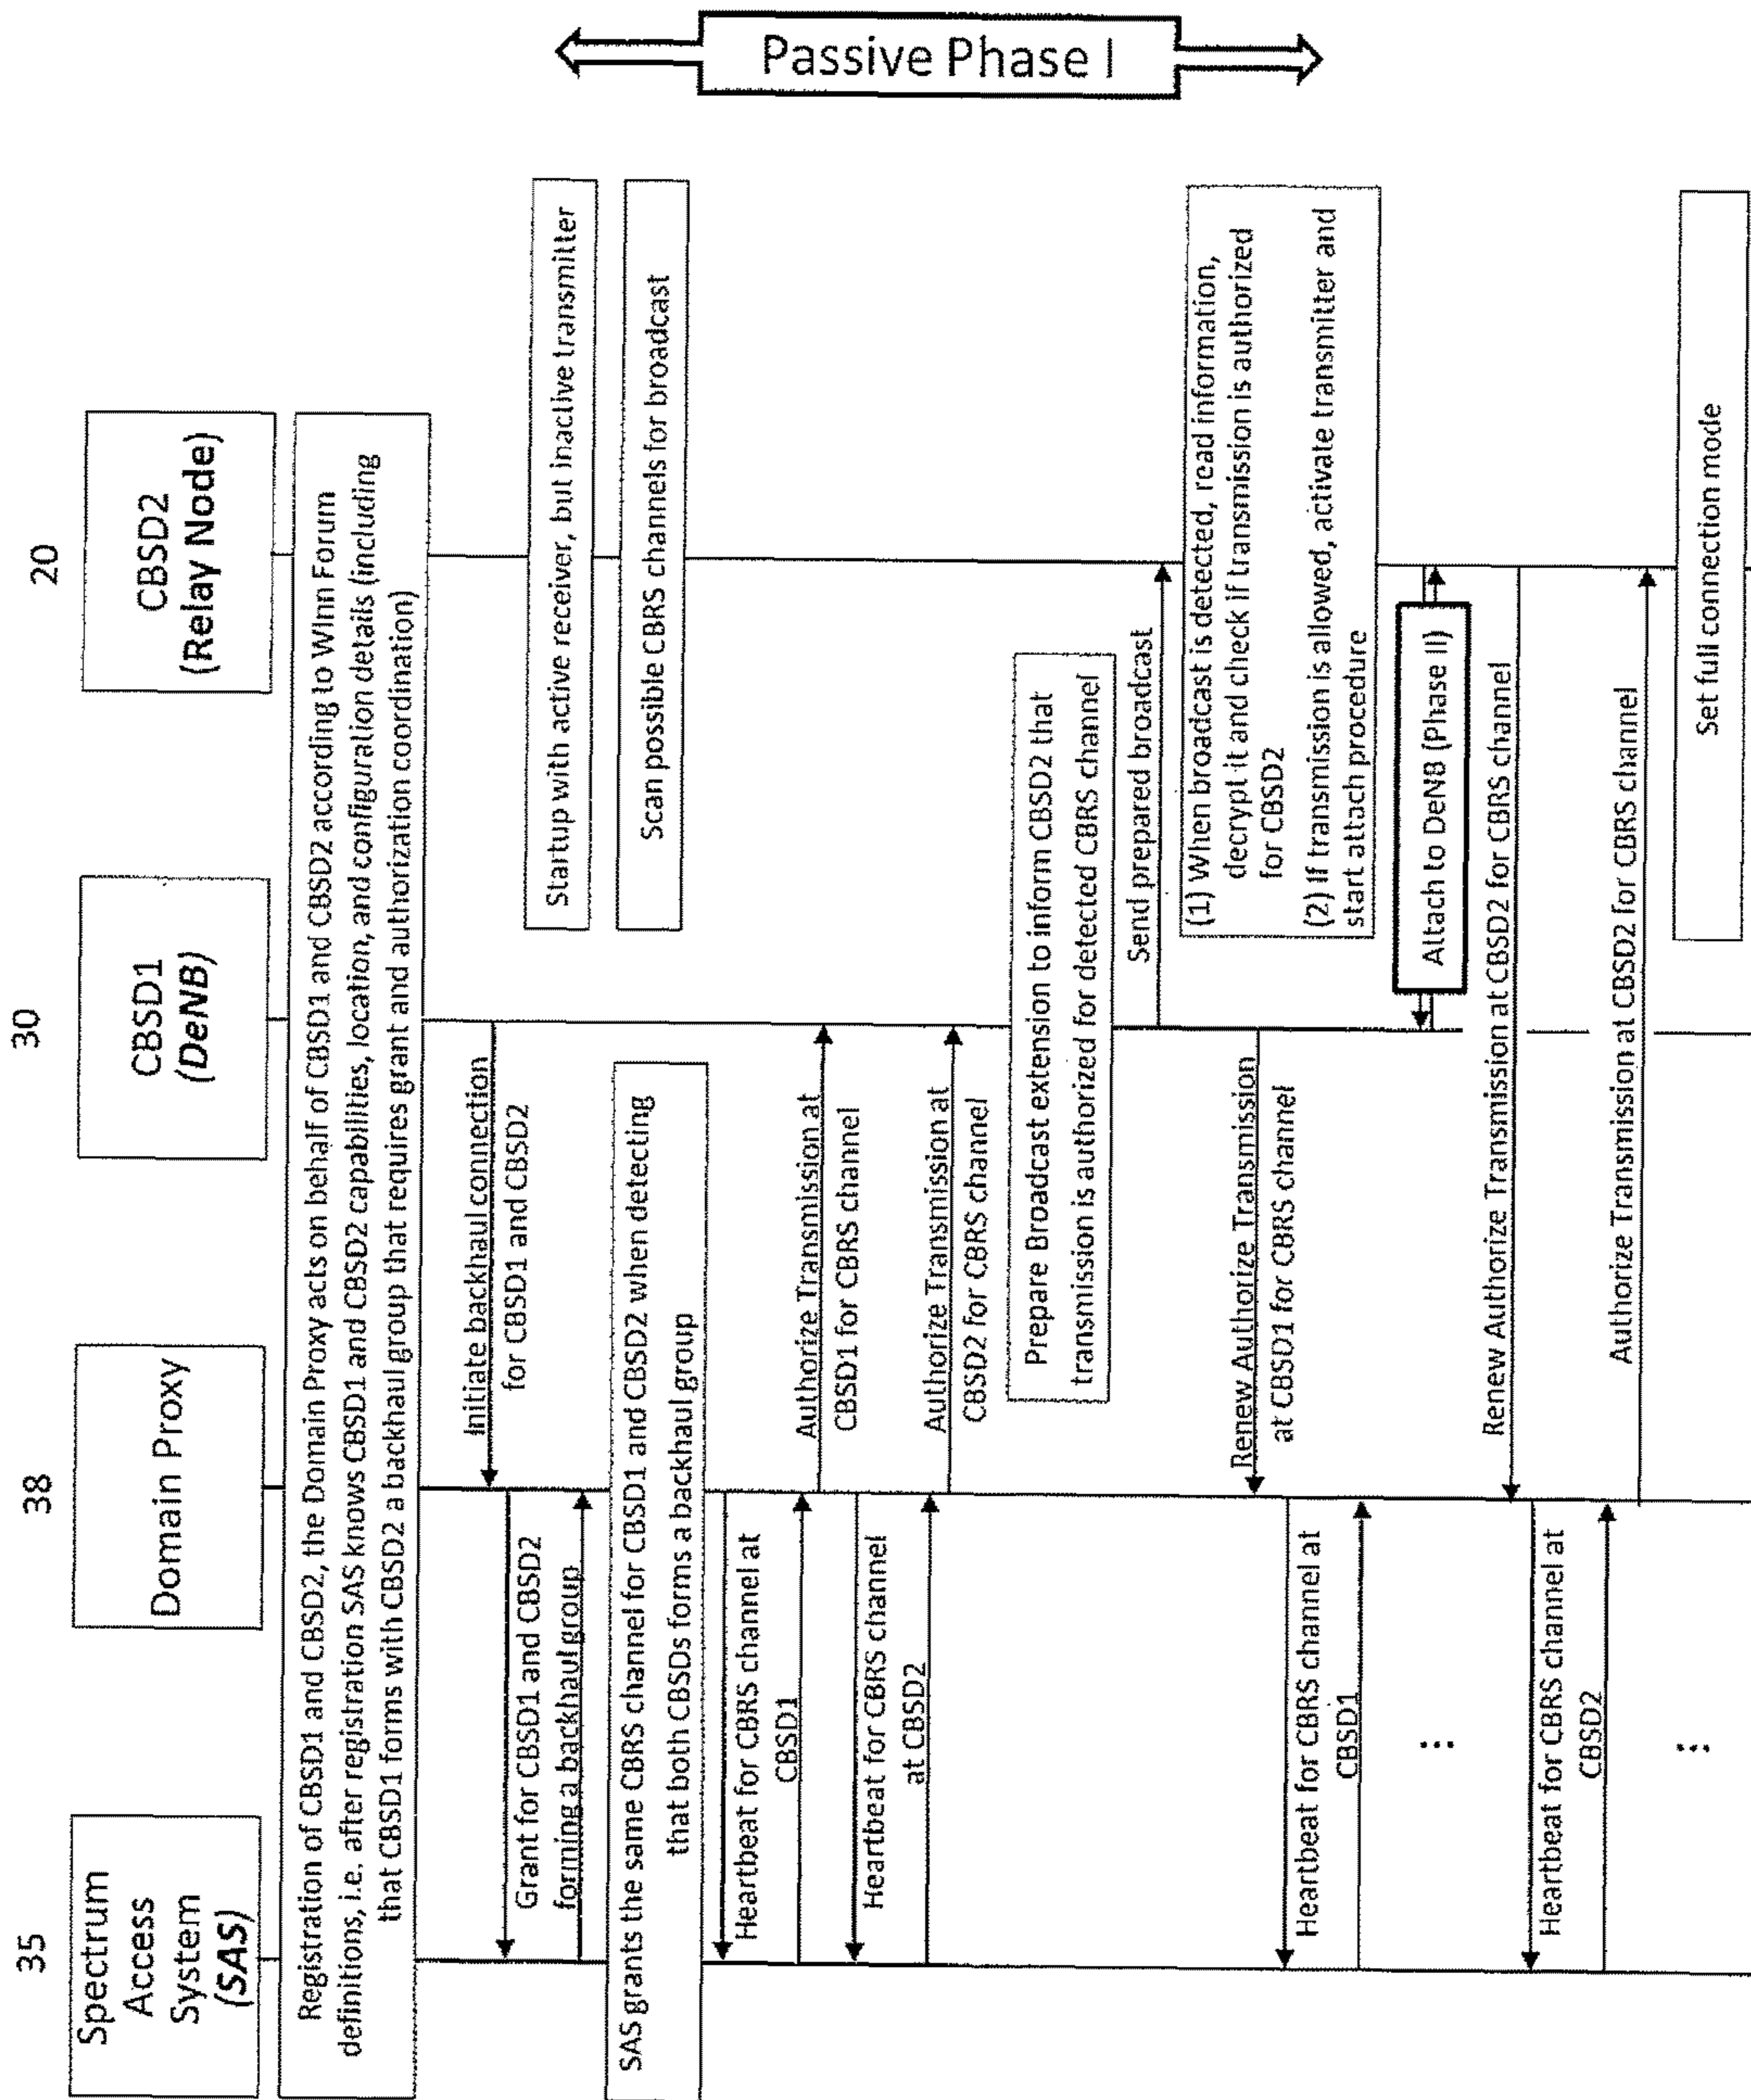 35
38
30
20
Spectrum
Access
System
(SAS)
Domain Proxy
CBSD1
(DeNB)
CBSD2
(Relay Node)
Registration of CBSD1 and CBSD2, the Domain Proxy acts on behalf of CBSD1 and CBSD2 according to WInn Forum
definitions, i.e. after registration SAS knows CBSD1 and CBSD2 capabilities, location, and configuration details (including
that CBSD1 forms with CBSD2 a backhaul group that requires grant and authorization coordination)
Initiate backhaul connection
for CBSD1 and CBSD2
Grant for CBSD1 and CBSD2
forming a backhaul group
Startup with active receiver, but inactive transmitter
Scan possible CBRS channels for broadcast
SAS grants the same CBRS channel for CBSD1 and CBSD2 when detecting
that both CBSDs forms a backhaul group
Heartbeat for CBRS channel at
CBSD1
Authorize Transmission at
CBSD1 for CBRS channel
Heartbeat for CBRS channel
at CBSD2
Authorize Transmission at
CBSD2 for CBRS channel
Prepare Broadcast extension to inform CBSD2 that
transmission is authorized for detected CBRS channel
Send prepared broadcast
(1) When broadcast is detected, read information,
decrypt it and check if transmission is authorized
for CBSD2
(2) If transmission is allowed, activate transmitter and
start attach procedure
Renew Authorize Transmission
at CBSD1 for CBRS channel
Heartbeat for CBRS channel at
CBSD1
...
Attach to DeNB (Phase II)
Renew Authorize Transmission at CBSD2 for CBRS channel
Heartbeat for CBRS channel at
CBSD2
Authorize Transmission at CBSD2 for CBRS channel
...
Set full connection mode
Passive Phase I